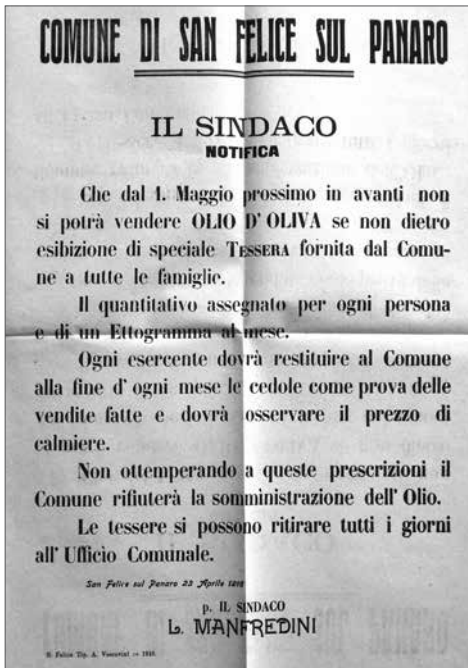 COMUNE DI SAN FELICE SUL PANARO
IL SINDACO
NOTIFICA
Che dal 1. Maggio prossimo in avanti non
si potrà vendere OLIO D' OLIVA se non dietro
esibizione di speciale TESSERA fornita dal Comu-
ne a tutte le famiglie.
Il quantitativo assegnato per ogni persona
e di un Ettogramma al mese.
Ogni esercente dovrà restituire al Comune
alla fine d' ogni mese le cedole come prova delle
vendite fatte e dovrà osservare il prezzo di
calmiere.
Non ottemperando a queste prescrizioni il
Comune rifiuterà la somministrazione dell' Olio.
Le tessere si possono ritirare tutti i giorni
all' Ufficio Comunale.
San Felice sul Panaro 23 Aprile
p. IL SINDACO
L. MANFREDINI
S. Felice Tip. A.